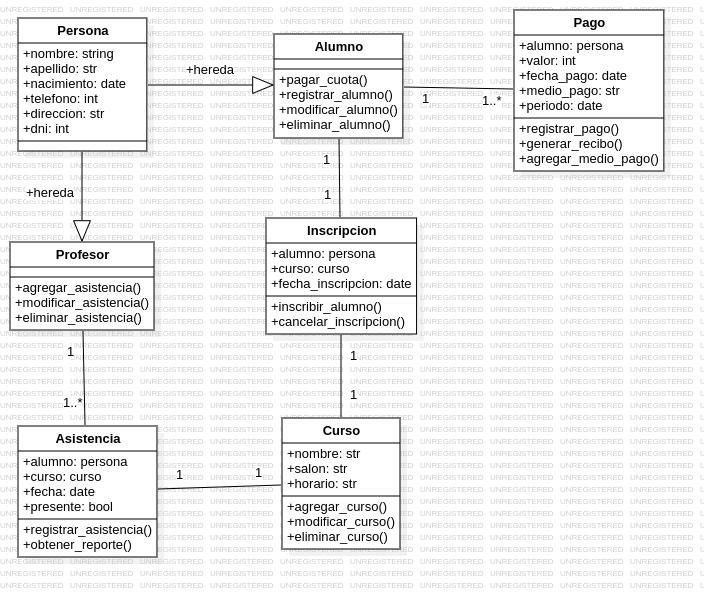 Persona
+nombre: string
+apellido: str
+nacimiento: date
+telefono: int
+direccion: str
+dni: int
+hereda
Alumno
+pagar_cuota()
+registrar_alumno()
+modificar_alumno()
+eliminar_alumno()
1
1..*
Pago
+alumno: persona
+valor: int
+fecha_pago: date
+medio_pago: str
+periodo: date
+registrar_pago()
+generar_recibo()
+agregar_medio_pago()
+hereda
1
1
Profesor
+agregar_asistencia()
+modificar_asistencia()
+eliminar_asistencia()
Inscripcion
+alumno: persona
+curso: curso
+fecha_inscripcion: date
+inscribir_alumno()
+cancelar_inscripcion()
1
1..*
1
1
Asistencia
+alumno: persona
+curso: curso
+fecha: date
+presente: bool
+registrar_asistencia()
+obtener_reporte()
1
1
Curso
+nombre: str
+salon: str
+horario: str
+agregar_curso()
+modificar_curso()
+eliminar_curso()
UNREGISTERED